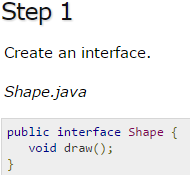 Step 1
Create an interface.
Shape.java
public interface Shape {
   void draw();
}